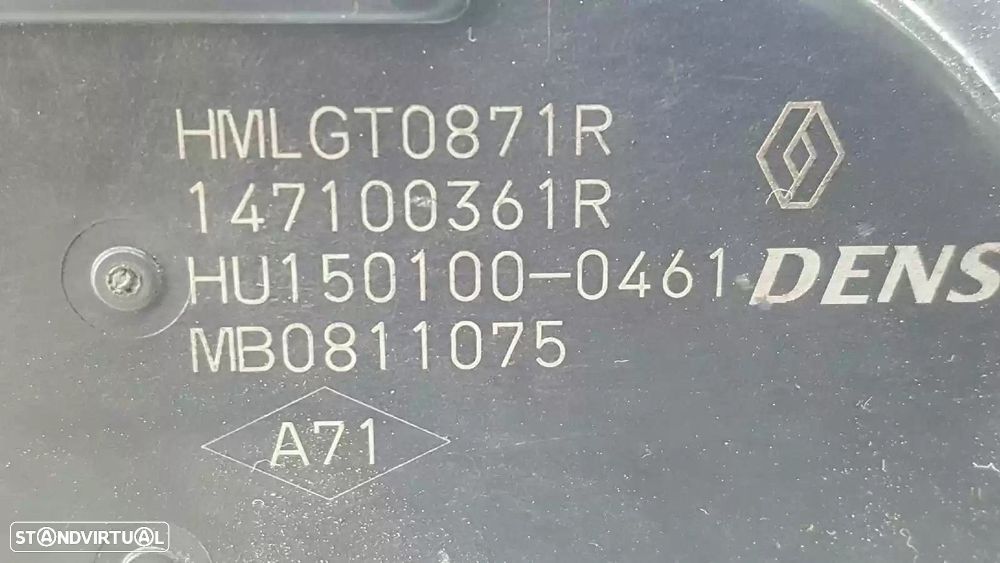 HMLGT0871R
147100361R
HU150100-0461 DENS
MB0811075
A71
STANDVIRTUAL